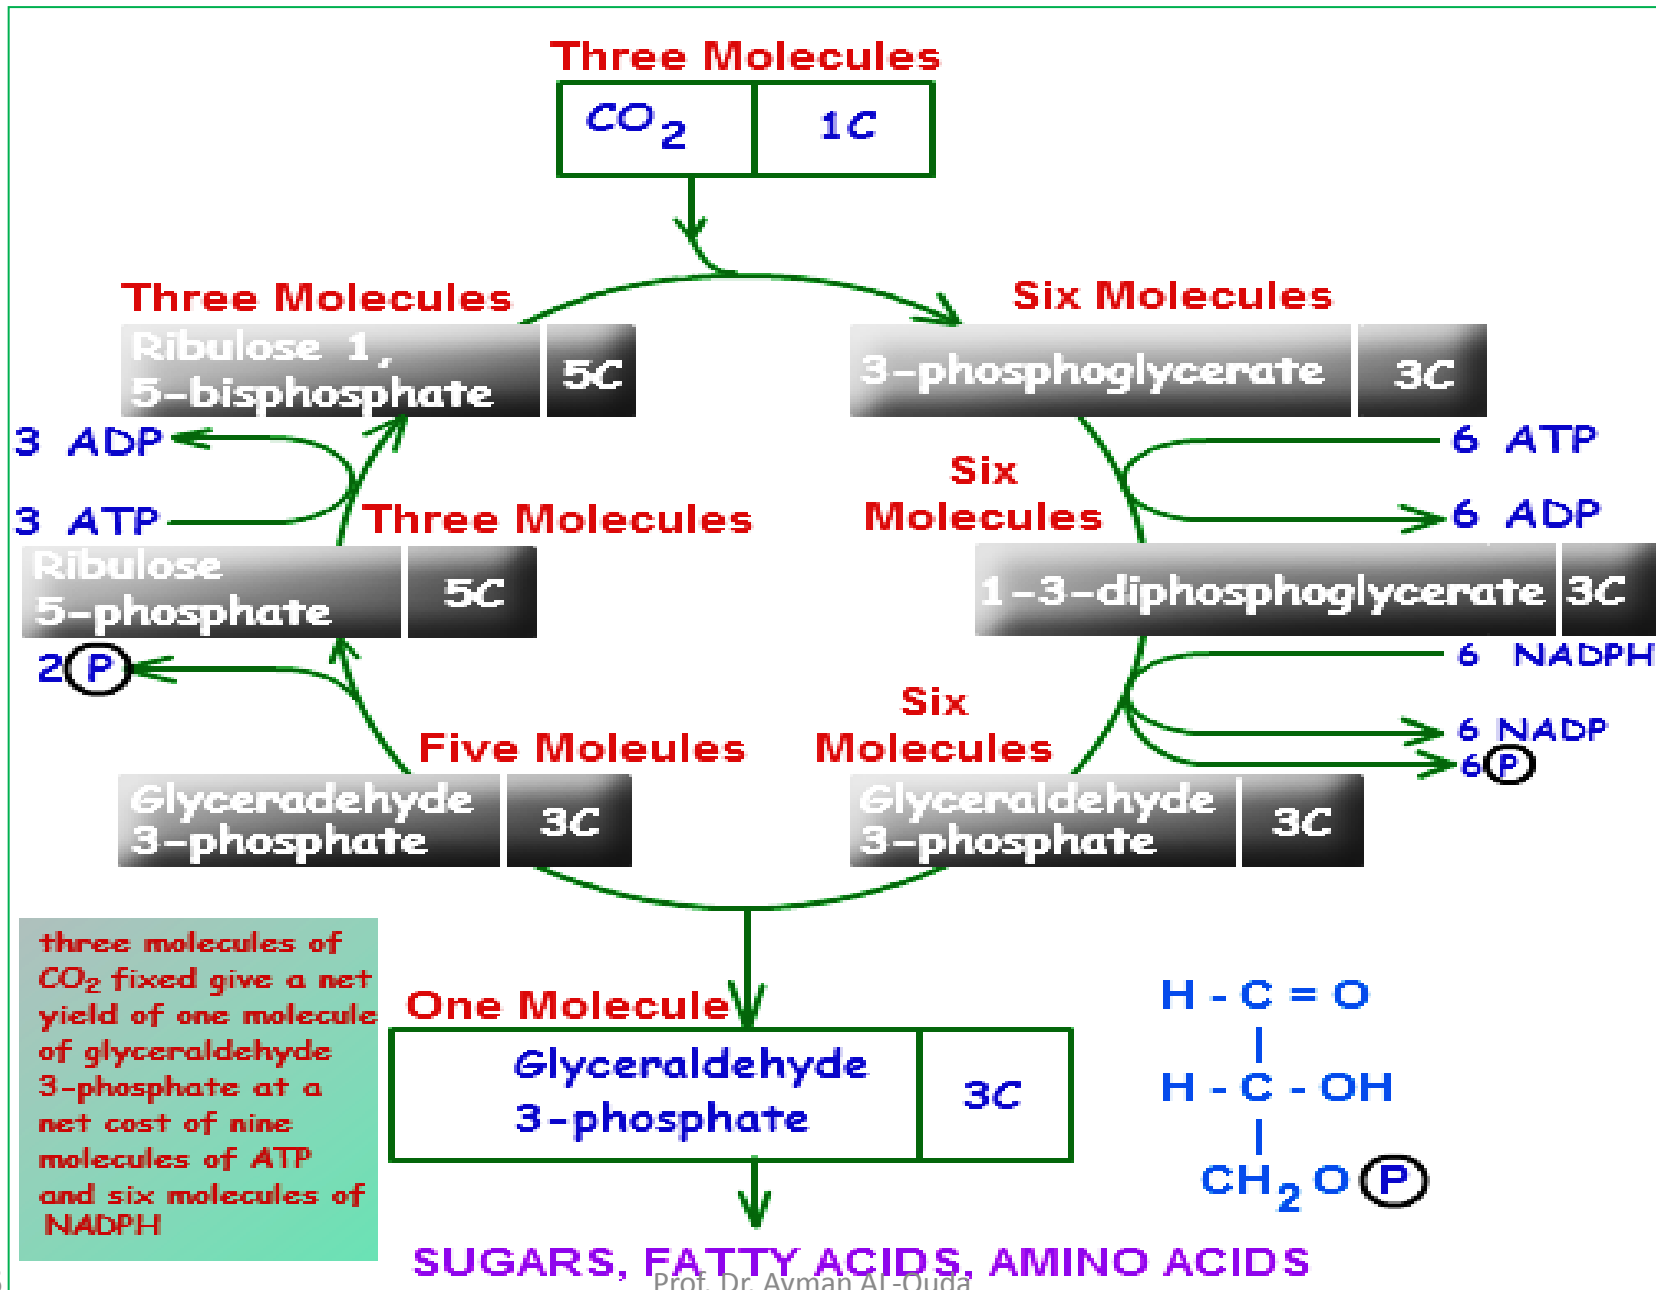 Three Molecules
CO2 1C
Three Molecules
Six Molecules
Ribulose 1,
5-bisphosphate 5C
3-phosphoglycerate 3C
3 ADP
6 ATP
Six
Molecules
3 ATP
Three Molecules
6 ADP
Ribulose
5-phosphate 5C
1-3-diphosphoglycerate 3C
2 P
6 NADPH
Six
Molecules
6 NADP
6 P
Five Moleules
Glyceradehyde
3-phosphate 3C
Glyceraldehyde
3-phosphate 3C
three molecules of
CO2 fixed give a net
yield of one molecule
of glyceraldehyde
3-phosphate at a
net cost of nine
molecules of ATP
and six molecules of
NADPH
One Molecule
Glyceraldehyde
3-phosphate 3C
H - C = O
H - C - OH
CH2 O P
SUGARS, FATTY ACIDS, AMINO ACIDS
Prof. Dr. Ayman AL-Ouda